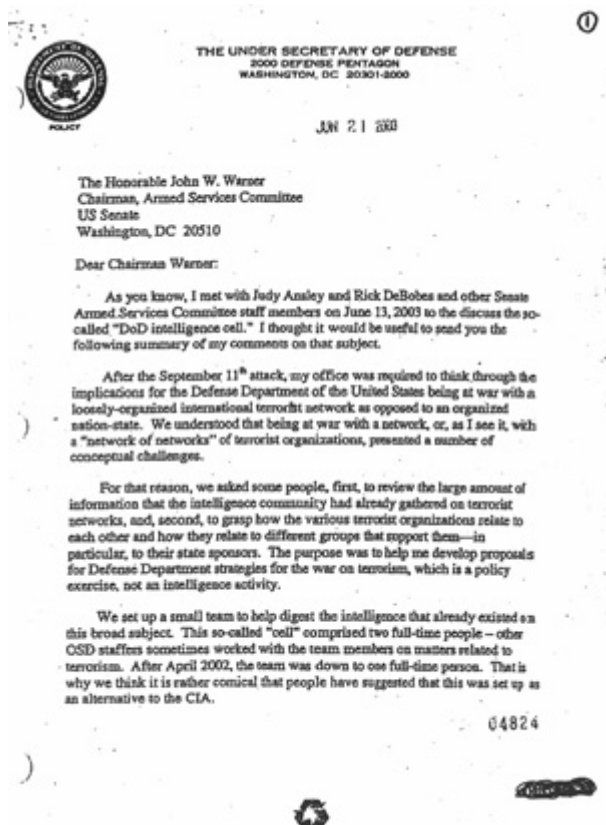 ①
THE UNDER SECRETARY OF DEFENSE
2000 DEFENSE PENTAGON
WASHINGTON, DC 20301-2000
POLICY
JUN 21 2003
The Honorable John W. Warner
Chairman, Armed Services Committee
US Senate
Washington, DC 20510
Dear Chairman Warner:
As you know, I met with Judy Ansley and Rick DeBobes and other Senate
Armed Services Committee staff members on June 13, 2003 to the discuss the so-
called "DoD intelligence cell." I thought it would be useful to send you the
following summary of my comments on that subject.
After the September 11th attack, my office was required to think through the
implications for the Defense Department of the United States being at war with a
loosely-organized international terrorist network as opposed to an organized
nation-state. We understood that being at war with a network, or, as I see it, with
a "network of networks" of terrorist organizations, presented a number of
conceptual challenges.
For that reason, we asked some people, first, to review the large amount of
information that the intelligence community had already gathered on terrorist
networks, and, second, to grasp how the various terrorist organizations relate to
each other and how they relate to different groups that support them—in
particular, to their state sponsors. The purpose was to help me develop proposals
for Defense Department strategies for the war on terrorism, which is a policy
exercise, not an intelligence activity.
We set up a small team to help digest the intelligence that already existed on
this broad subject. This so-called "cell" comprised two full-time people – other
OSD staffers sometimes worked with the team members on matters related to
terrorism. After April 2002, the team was down to one full-time person. That is
why we think it is rather comical that people have suggested that this was set up as
an alternative to the CIA.
04824